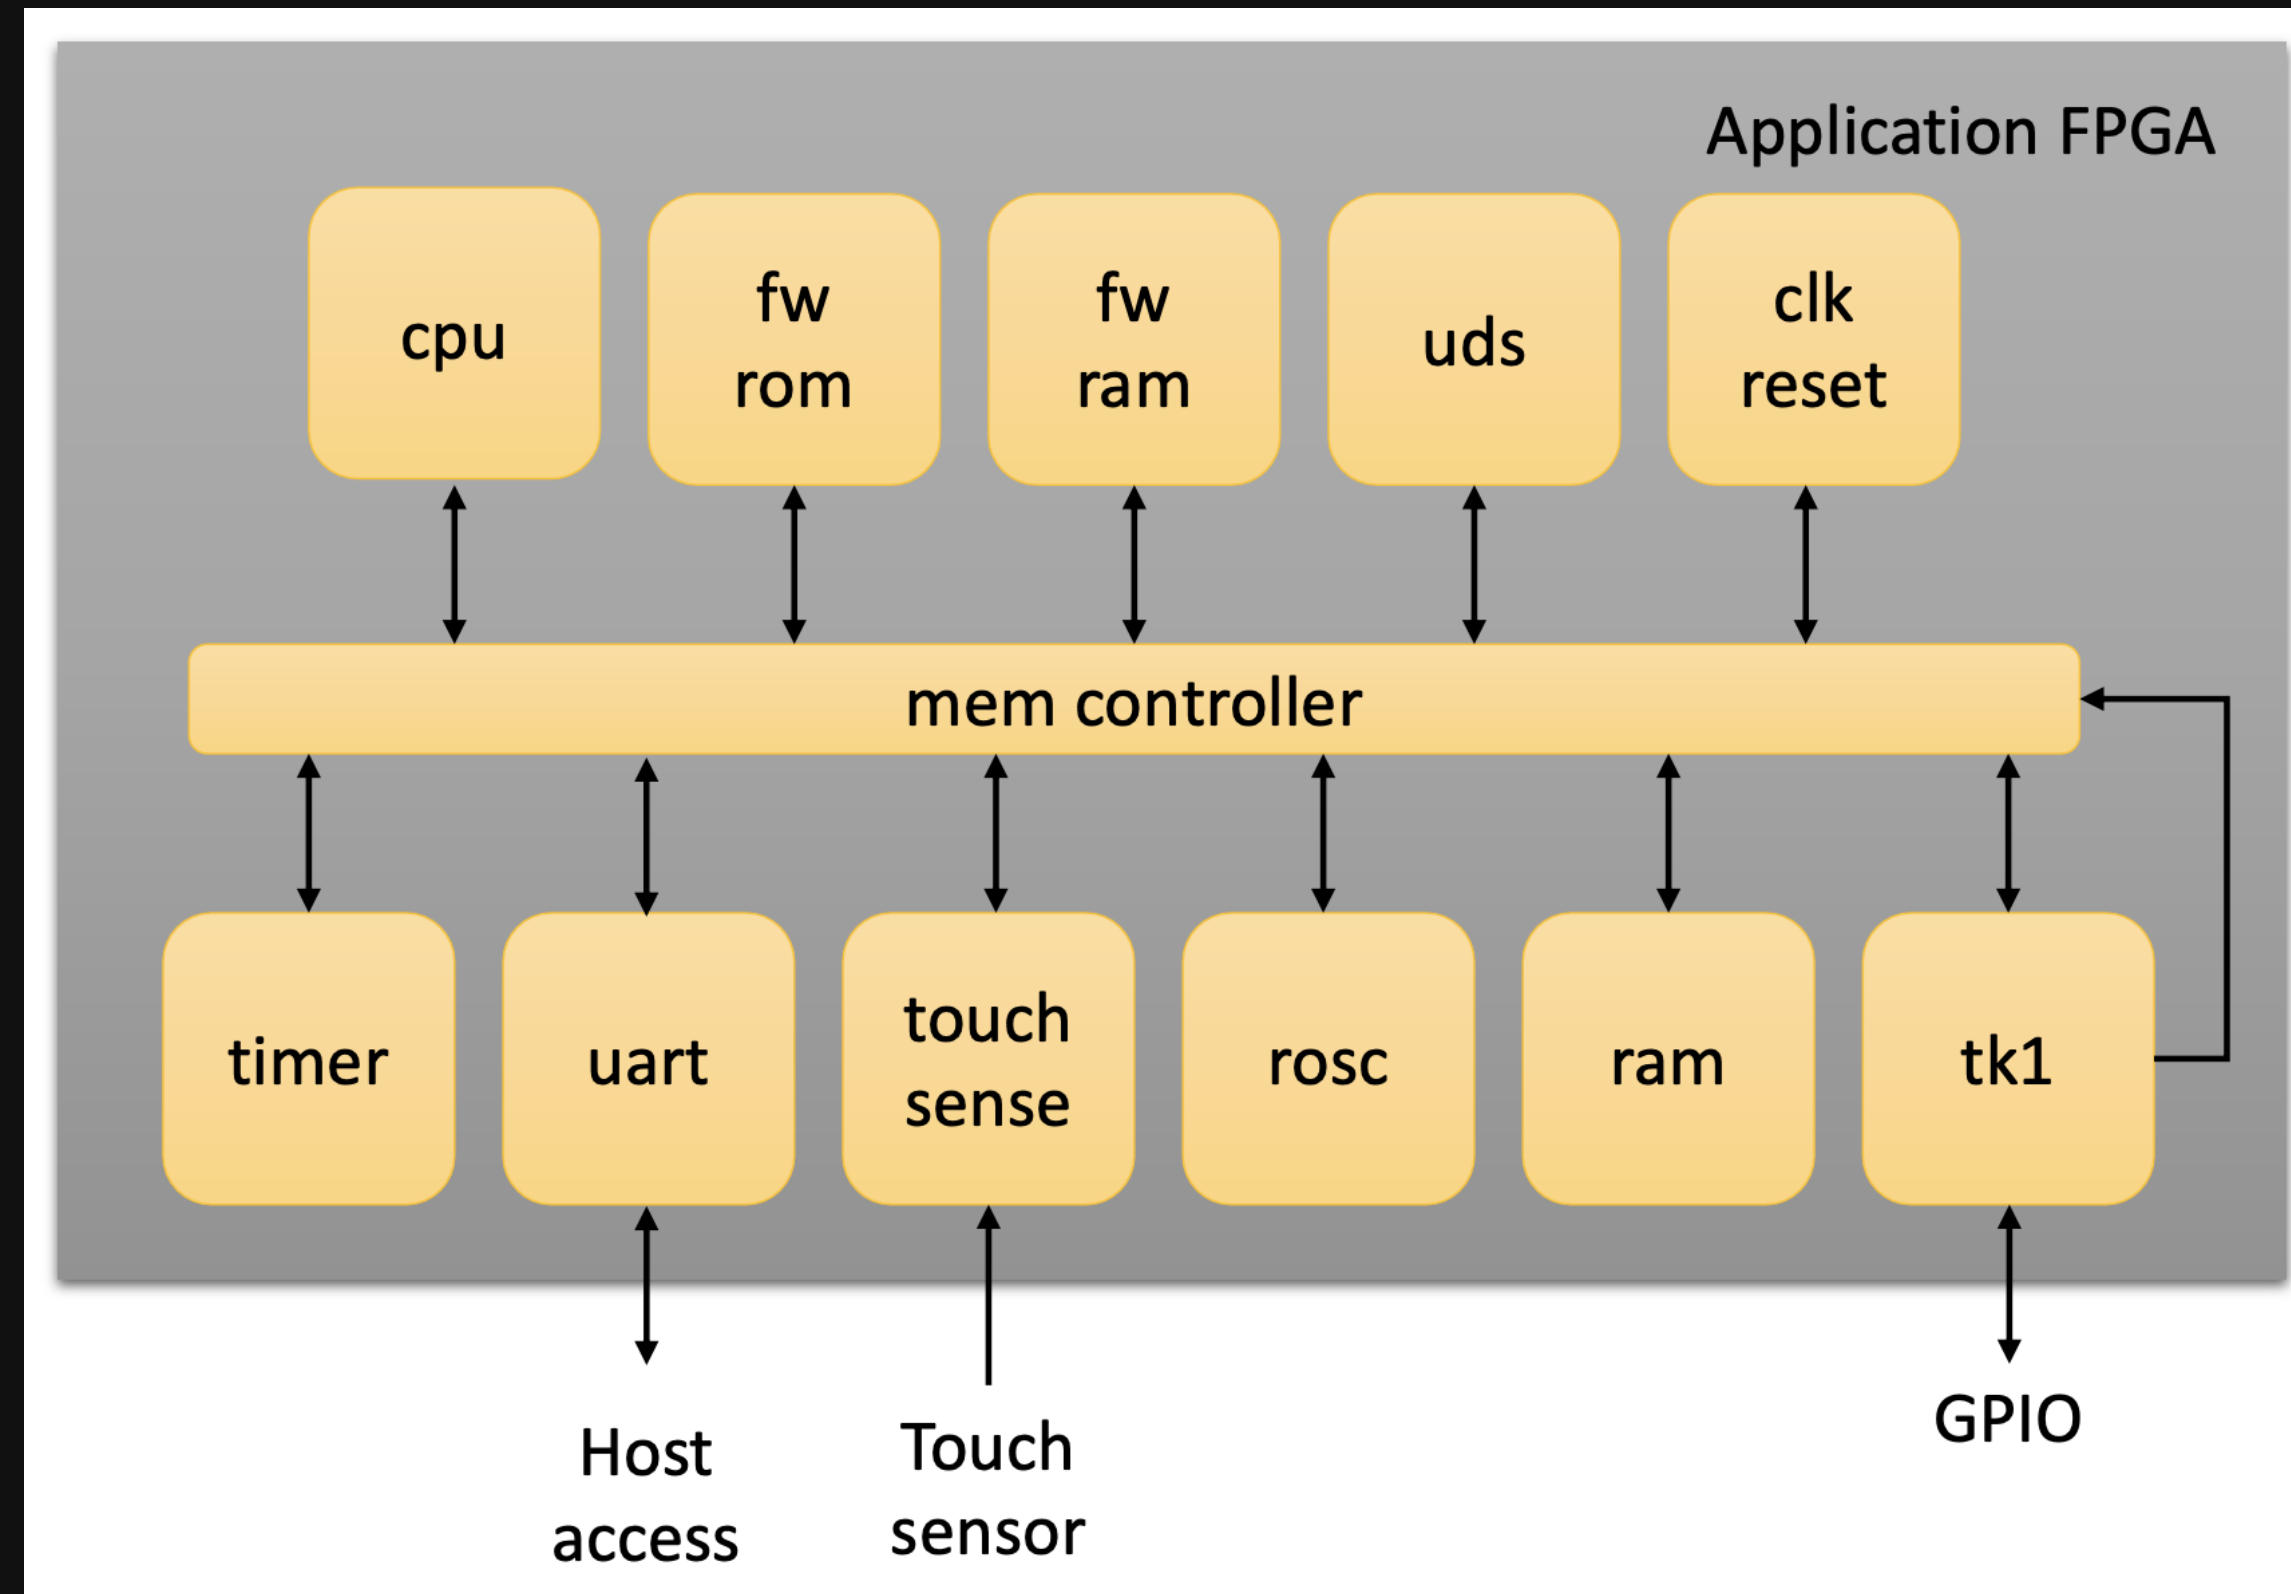 Application FPGA
cpu
fw
rom
fw
ram
uds
clk
reset
mem controller
timer
uart
touch
sense
rosc
ram
tk1
Host
access
Touch
sensor
GPIO